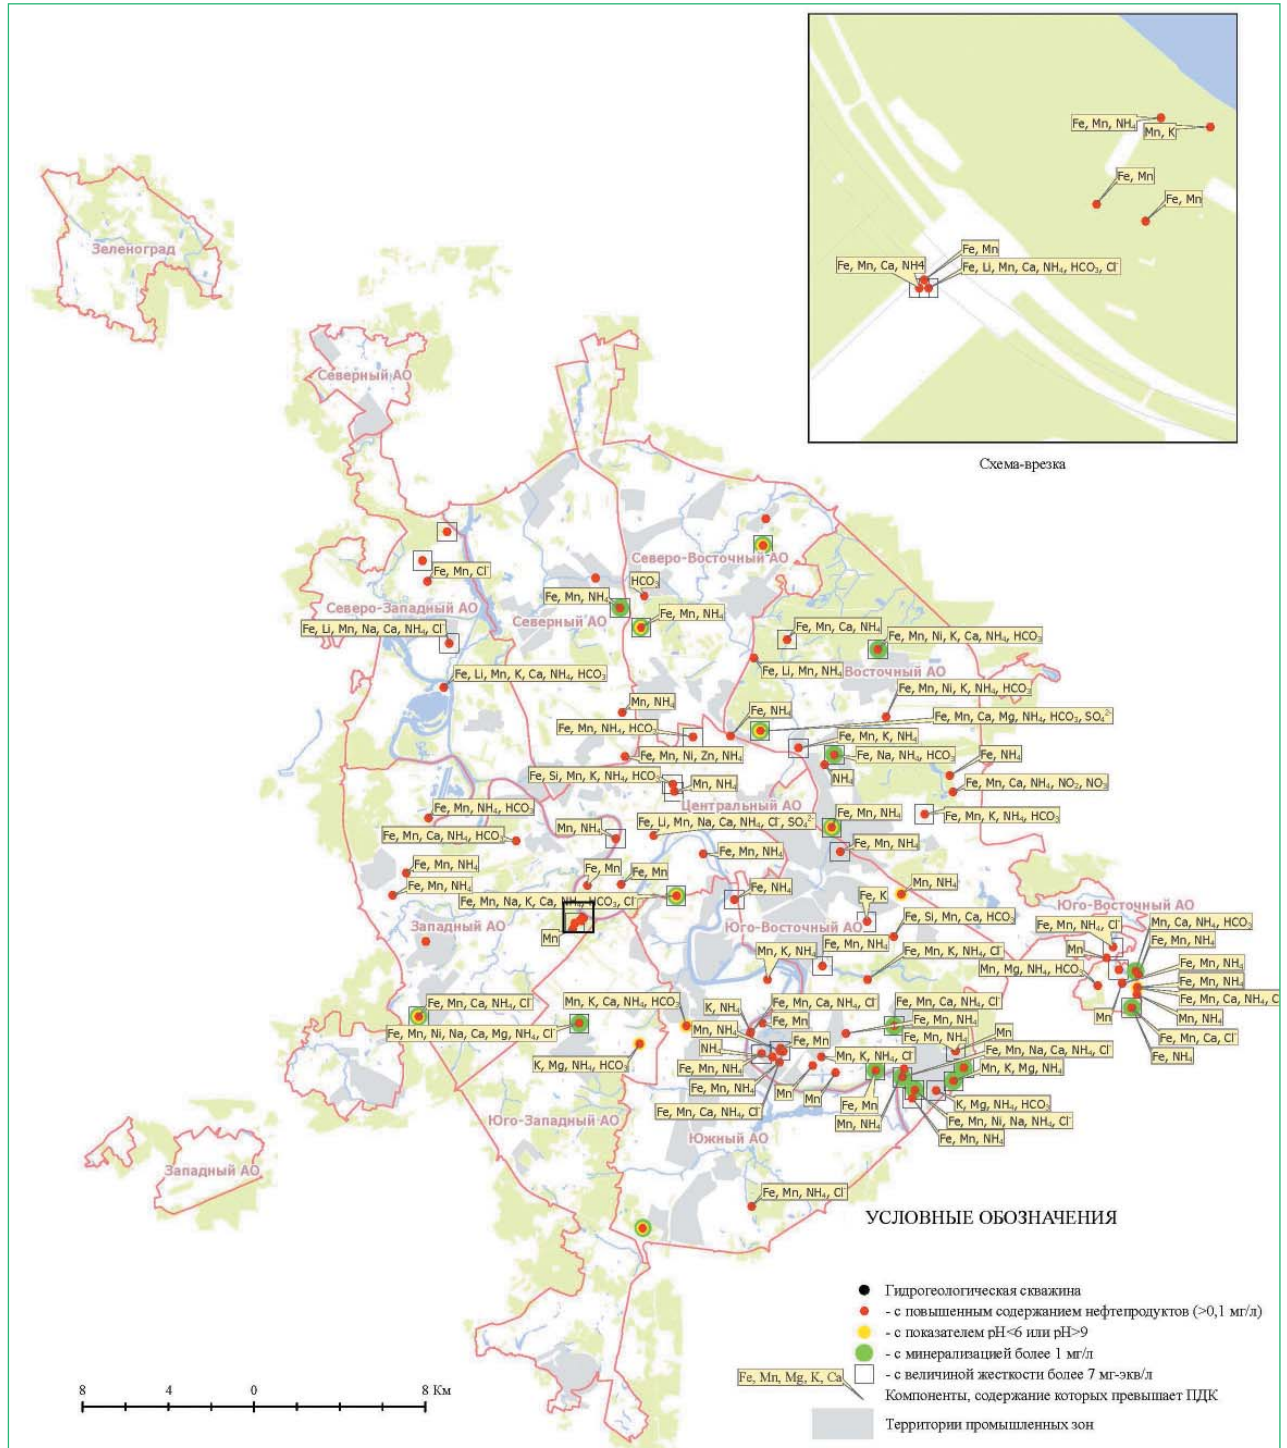 Fe, Mn, NH₄
Mn, K
Fe, Mn
Fe, Mn
Fe, Mn
Fe, Mn, Ca, NH4
Fe, Li, Mn, Ca, NH₄, HCO₃, Cl⁻
Схема-врезка
Зеленоград
Северный АО
Северо-Восточный АО
Fe, Mn, Cl⁻
HCO₃
Fe, Mn, NH₄
Северо-Западный АО
Северный АО
Fe, Mn, NH₄
Fe, Li, Mn, Na, Ca, NH₄, Cl⁻
Fe, Mn, Ca, NH₄
Fe, Mn, Ni, K, Ca, NH₄, HCO₃
Fe, Li, Mn, K, Ca, NH₄, HCO₃
Fe, Li, Mn, NH₄
Восточный АО
Fe, Mn, Ni, K, NH₄, HCO₃
Mn, NH₄
Fe, NH₄
Fe, Mn, Ca, Mg, NH₄, HCO₃, SO₄²⁻
Fe, Mn, NH₄, HCO₃
Fe, Mn, K, NH₄
Fe, Mn, Ni, Zn, NH₄
Fe, Na, NH₄, HCO₃
Fe, NH₄
Fe, Si, Mn, K, NH₄, HCO₃
Mn, NH₄
NH₄
Fe, Mn, Ca, NH₄, NO₂, NO₃
Центральный АО
Fe, Mn, NH₄, HCO₃
Fe, Mn, NH₄
Fe, Mn, K, NH₄, HCO₃
Fe, Li, Mn, Na, Ca, NH₄, Cl⁻, SO₄²⁻
Mn, NH₄
Fe, Mn, Ca, NH₄, HCO₃
Fe, Mn, NH₄
Fe, Mn, NH₄
Fe, Mn, NH₄
Fe, Mn
Fe, Mn
Fe, Mn, NH₄
Mn, NH₄
Fe, NH₄
Fe, Mn, Na, K, Ca, NH₄, HCO₃, Cl⁻
Fe, K
Юго-Восточный АО
Западный АО
Mn
Юго-Восточный АО
Fe, Si, Mn, Ca, HCO₃
Mn, Ca, NH₄, HCO₃
Fe, Mn, NH₄, Cl⁻
Fe, Mn, NH₄
Fe, Mn, NH₄
Mn
Mn, K, NH₄
Fe, Mn, K, NH₄, Cl⁻
Mn, Mg, NH₄, HCO₃
Fe, Mn, NH₄
Fe, Mn, NH₄
Fe, Mn, Ca, NH₄, Cl
Fe, Mn, Ca, NH₄, Cl⁻
Mn, K, Ca, NH₄, HCO₃
K, NH₄
Fe, Mn, Ca, NH₄, Cl⁻
Fe, Mn, Ca, NH₄, Cl⁻
Mn
Mn, NH₄
Fe, Mn, Ni, Na, Ca, Mg, NH₄, Cl⁻
Mn, NH₄
Fe, Mn
Fe, Mn, NH₄
Fe, Mn, NH₄
Mn
Fe, Mn, Ca, Cl⁻
Fe, Mn
NH₄
Fe, Mn, Na, Ca, NH₄, Cl⁻
Fe, NH₄
K, Mg, NH₄, HCO₃
Fe, Mn, NH₄
Mn, K, NH₄, Cl⁻
Mn, K, Mg, NH₄
Fe, Mn, NH₄
Mn
Mn
Fe, Mn
K, Mg, NH₄, HCO₃
Fe, Mn, Ca, NH₄, Cl⁻
Mn, NH₄
Fe, Mn, Ni, Na, NH₄, Cl⁻
Юго-Западный АО
Южный АО
Fe, Mn, NH₄
Западный АО
Fe, Mn, NH₄, Cl⁻
УСЛОВНЫЕ ОБОЗНАЧЕНИЯ
Гидрогеологическая скважина
- с повышенным содержанием нефтепродуктов (>0,1 мг/л)
- с показателем pH<6 или pH>9
- с минерализацией более 1 мг/л
- с величиной жесткости более 7 мг-экв/л
Fe, Mn, Mg, K, Ca
Компоненты, содержание которых превышает ПДК
Территории промышленных зон
8 4 0 8 Км